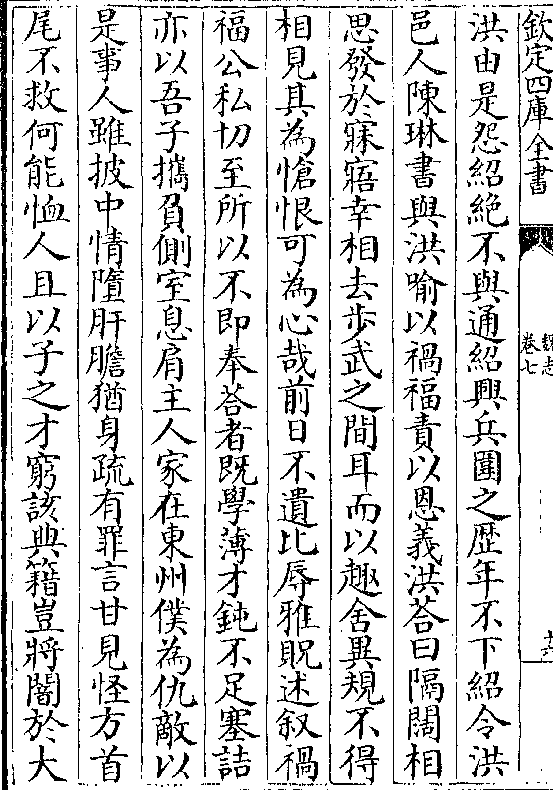 欽定四庫全書
魏志
卷七
洪由是怨紹絶不與通紹興兵圍之歴年不下紹令洪
邑人陳琳書與洪喻以禍福責以恩義洪荅曰隔闊相
思發於寐寤幸相去步武之間耳而以趣舍異規不得
相見其為愴恨可為心哉前日不遺比辱雅貺述叙禍
福公私切至所以不即奉荅者既學薄才鈍不足塞詰
亦以吾子攜負側室息肩主人家在東州僕為仇敵以
是事人雖披中情墮肝膽猶身疏有罪言甘見怪方首
尾不救何能恤人且以子之才窮該典籍豈將闇於大